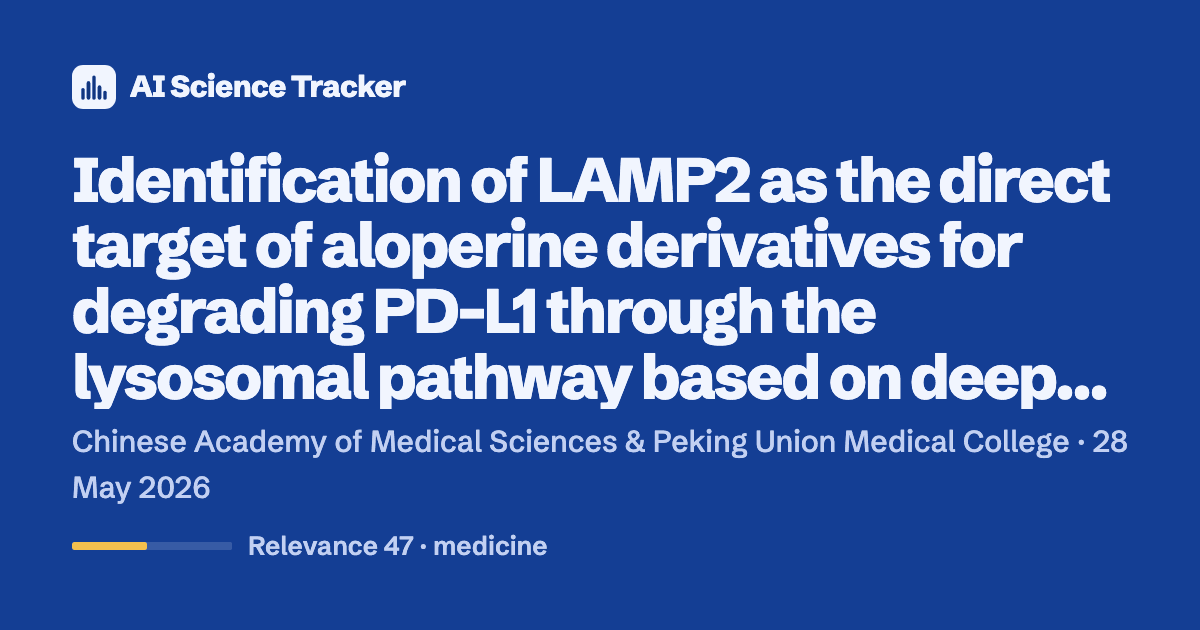 AI Science Tracker
Identification of LAMP2 as the direct
target of aloperine derivatives for
degrading PD-L1 through the
lysosomal pathway based on deep...
Chinese Academy of Medical Sciences & Peking Union Medical College · 28
May 2026
Relevance 47 · medicine